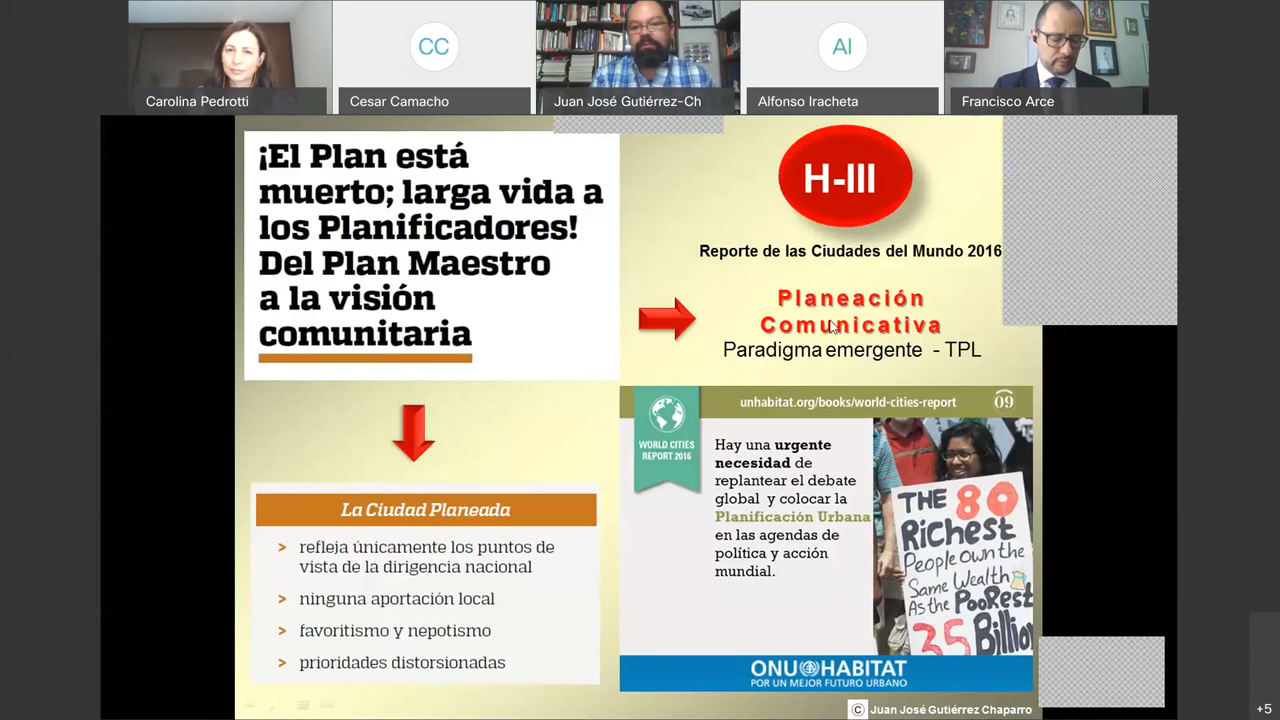 CC
AI
Carolina Pedrotti
Cesar Camacho
Juan José Gutiérrez-Ch
Alfonso Iracheta
Francisco Arce
¡El Plan está
muerto; larga vida a
los Planificadores!
Del Plan Maestro
a la visión
comunitaria
H-III
Reporte de las Ciudades del Mundo 2016
Planeación
Comunicativa
Paradigma emergente - TPL
La Ciudad Planeada
> refleja únicamente los puntos de
vista de la dirigencia nacional
> ninguna aportación local
> favoritismo y nepotismo
> prioridades distorsionadas
unhabitat.org/books/world-cities-report
09
WORLD CITIES
REPORT 2016
Hay una urgente
necesidad de
replantear el debate
global y colocar la
Planificación Urbana
en las agendas de
política y acción
mundial.
THE 80
Richest
People own the
Same Wealth
As the PooRest
35 Billion
ONU HABITAT
POR UN MEJOR FUTURO URBANO
© Juan José Gutiérrez Chaparro
+5